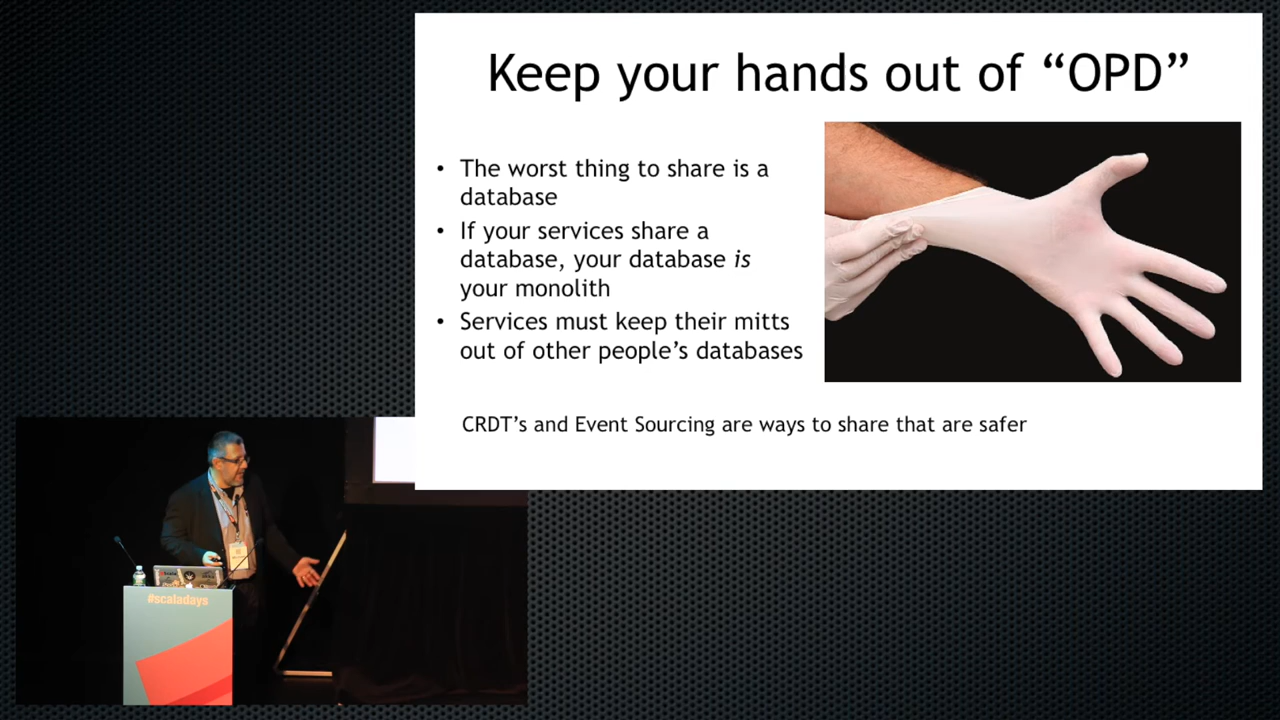 Keep your hands out of “OPD”
• The worst thing to share is a
database
• If your services share a
database, your database is
your monolith
• Services must keep their mitts
out of other people’s databases
CRDT’s and Event Sourcing are ways to share that are safer
#scaladays